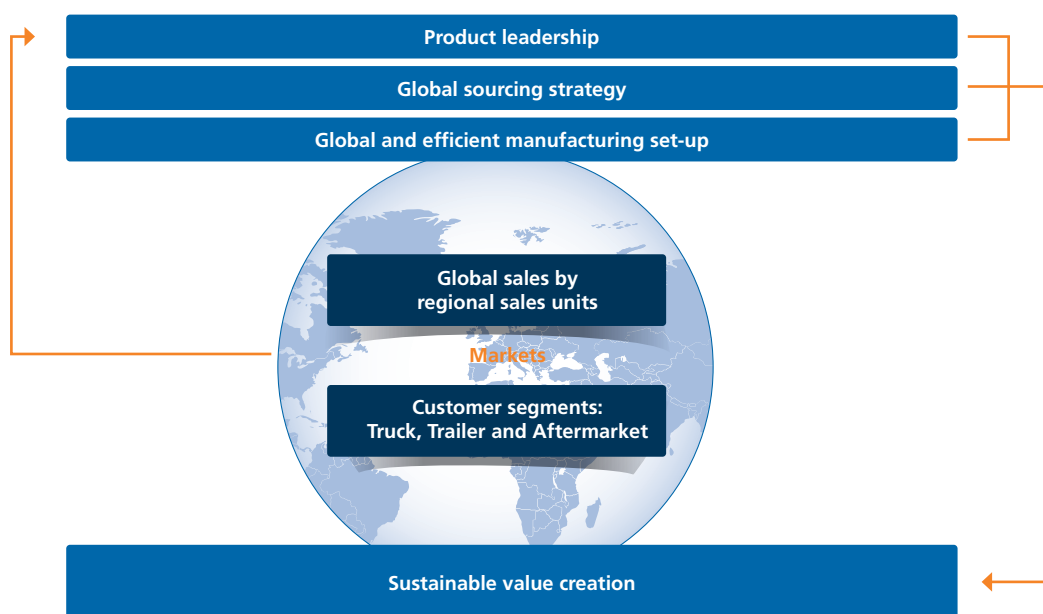 Product leadership
Global sourcing strategy
Global and efficient manufacturing set-up
Global sales by
regional sales units
Markets
Customer segments:
Truck, Trailer and Aftermarket
Sustainable value creation